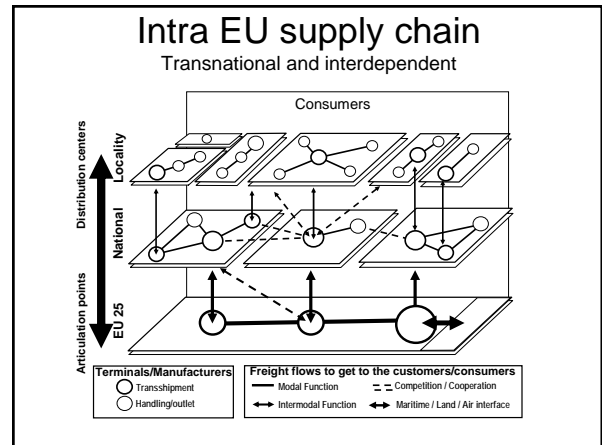 Intra EU supply chain
Transnational and interdependent
Consumers
Distribution centers
Locality
National
Articulation points
EU 25
Terminals/Manufacturers
Transshipment
Handling/outlet
Freight flows to get to the customers/consumers
Modal Function
Competition / Cooperation
Intermodal Function
Maritime / Land / Air interface